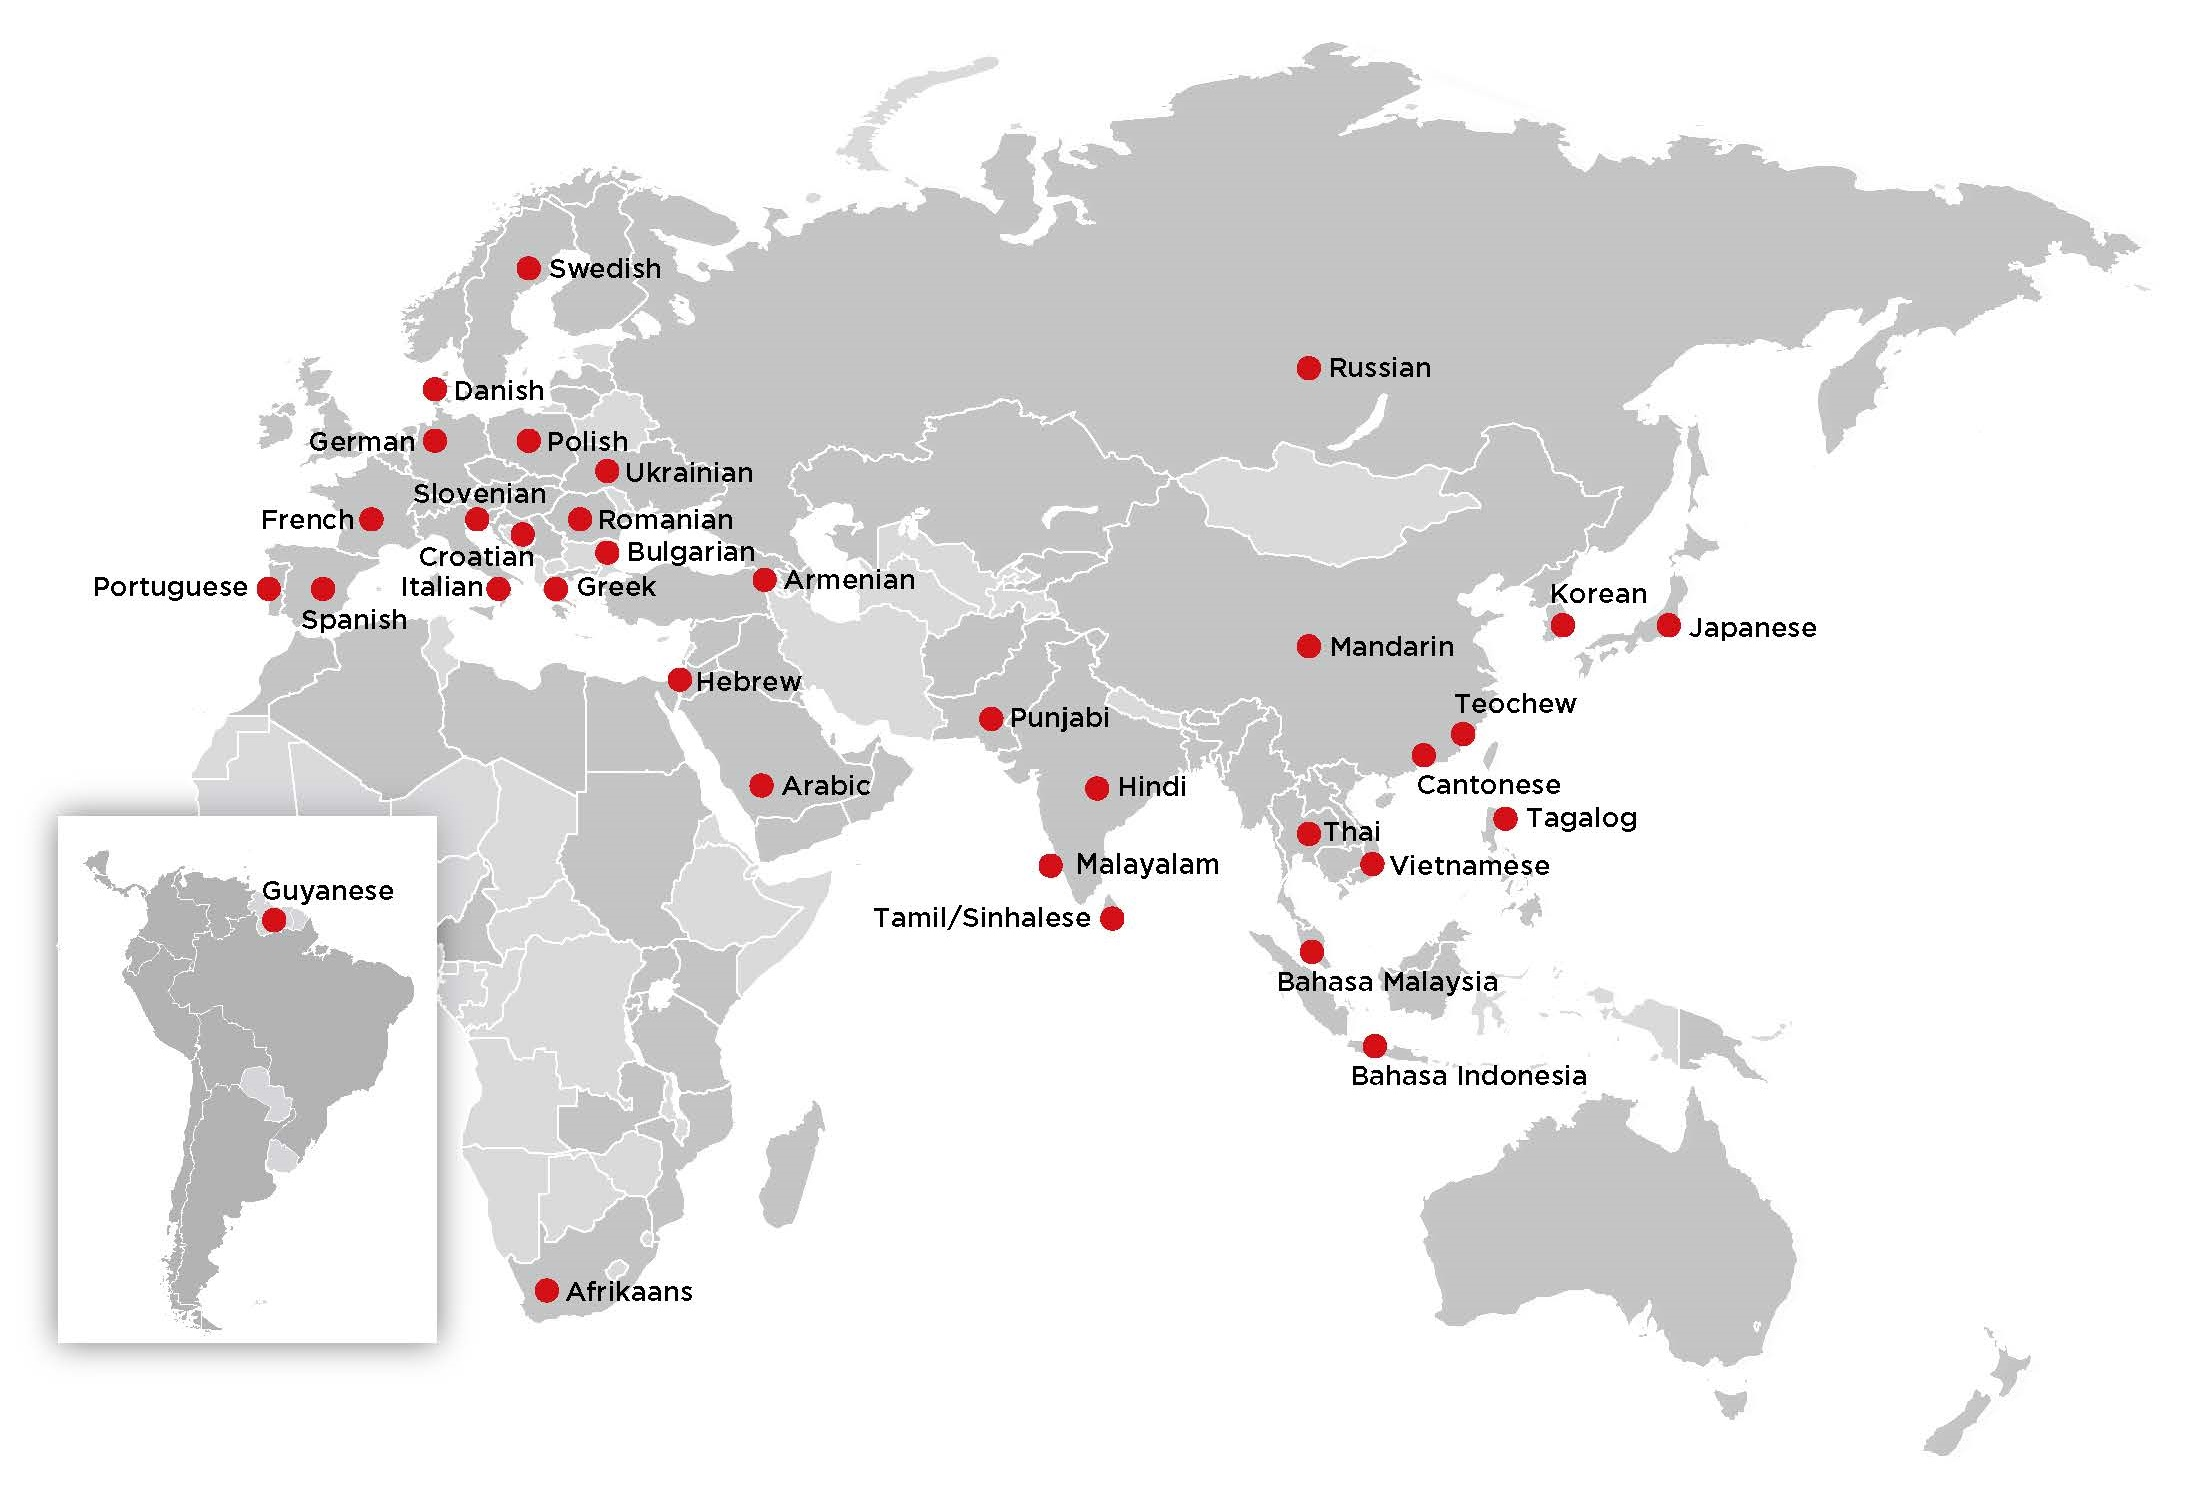 Swedish
Russian
Danish
German
Polish
Ukrainian
Slovenian
French
Romanian
Croatian
Bulgarian
Portuguese
Italian
Greek
Armenian
Spanish
Korean
Japanese
Mandarin
Hebrew
Teochew
Punjabi
Arabic
Hindi
Cantonese
Tagalog
Thai
Malayalam
Vietnamese
Guyanese
Tamil/Sinhalese
Bahasa Malaysia
Bahasa Indonesia
Afrikaans